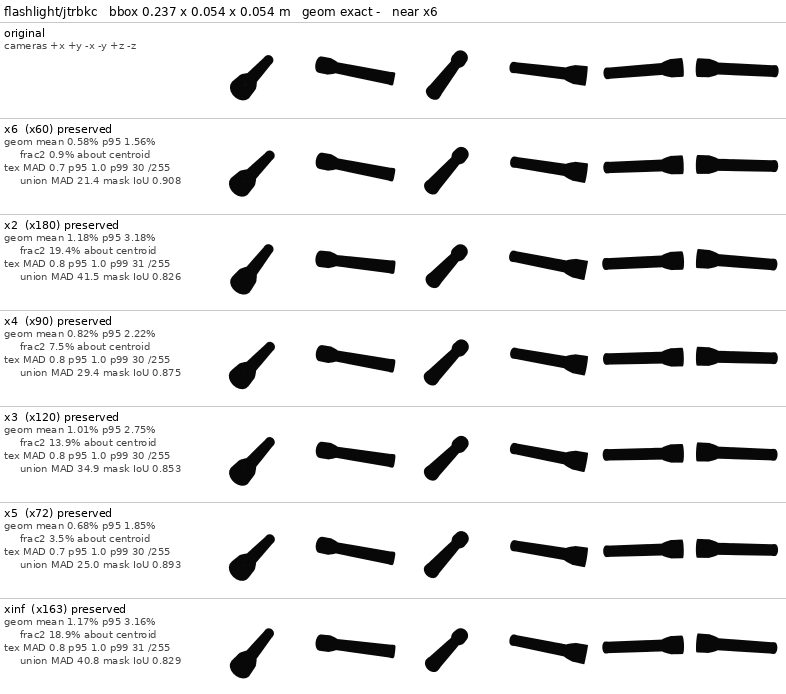 flashlight/jtrbkc   bbox 0.237 x 0.054 x 0.054 m   geom exact -   near x6
original
cameras +x +y -x -y +z -z
x6  (x60) preserved
geom mean 0.58% p95 1.56%
frac2 0.9% about centroid
tex MAD 0.7 p95 1.0 p99 30 /255
union MAD 21.4 mask IoU 0.908
x2  (x180) preserved
geom mean 1.18% p95 3.18%
frac2 19.4% about centroid
tex MAD 0.8 p95 1.0 p99 31 /255
union MAD 41.5 mask IoU 0.826
x4  (x90) preserved
geom mean 0.82% p95 2.22%
frac2 7.5% about centroid
tex MAD 0.8 p95 1.0 p99 30 /255
union MAD 29.4 mask IoU 0.875
x3  (x120) preserved
geom mean 1.01% p95 2.75%
frac2 13.9% about centroid
tex MAD 0.8 p95 1.0 p99 30 /255
union MAD 34.9 mask IoU 0.853
x5  (x72) preserved
geom mean 0.68% p95 1.85%
frac2 3.5% about centroid
tex MAD 0.7 p95 1.0 p99 30 /255
union MAD 25.0 mask IoU 0.893
xinf  (x163) preserved
geom mean 1.17% p95 3.16%
frac2 18.9% about centroid
tex MAD 0.8 p95 1.0 p99 31 /255
union MAD 40.8 mask IoU 0.829